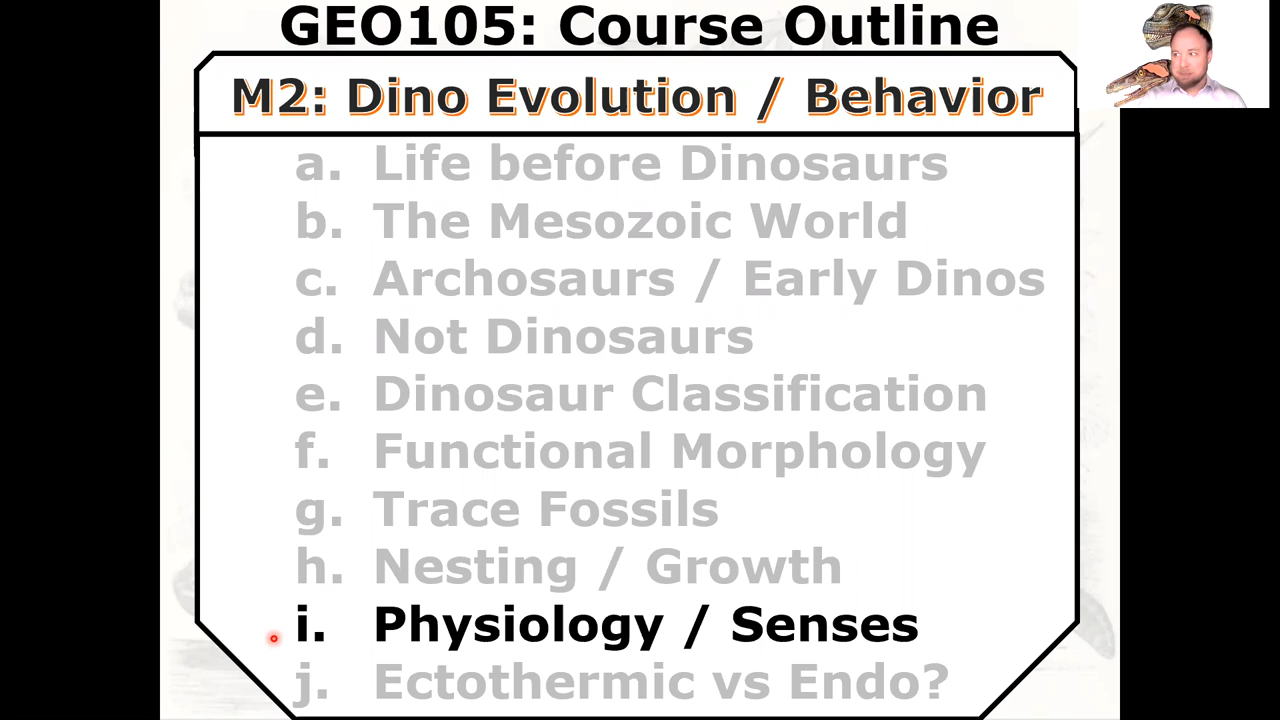 GEO105: Course Outline
M2: Dino Evolution / Behavior
a. Life before Dinosaurs
b. The Mesozoic World
c. Archosaurs / Early Dinos
d. Not Dinosaurs
e. Dinosaur Classification
f. Functional Morphology
g. Trace Fossils
h. Nesting / Growth
i. Physiology / Senses
j. Ectothermic vs Endo?